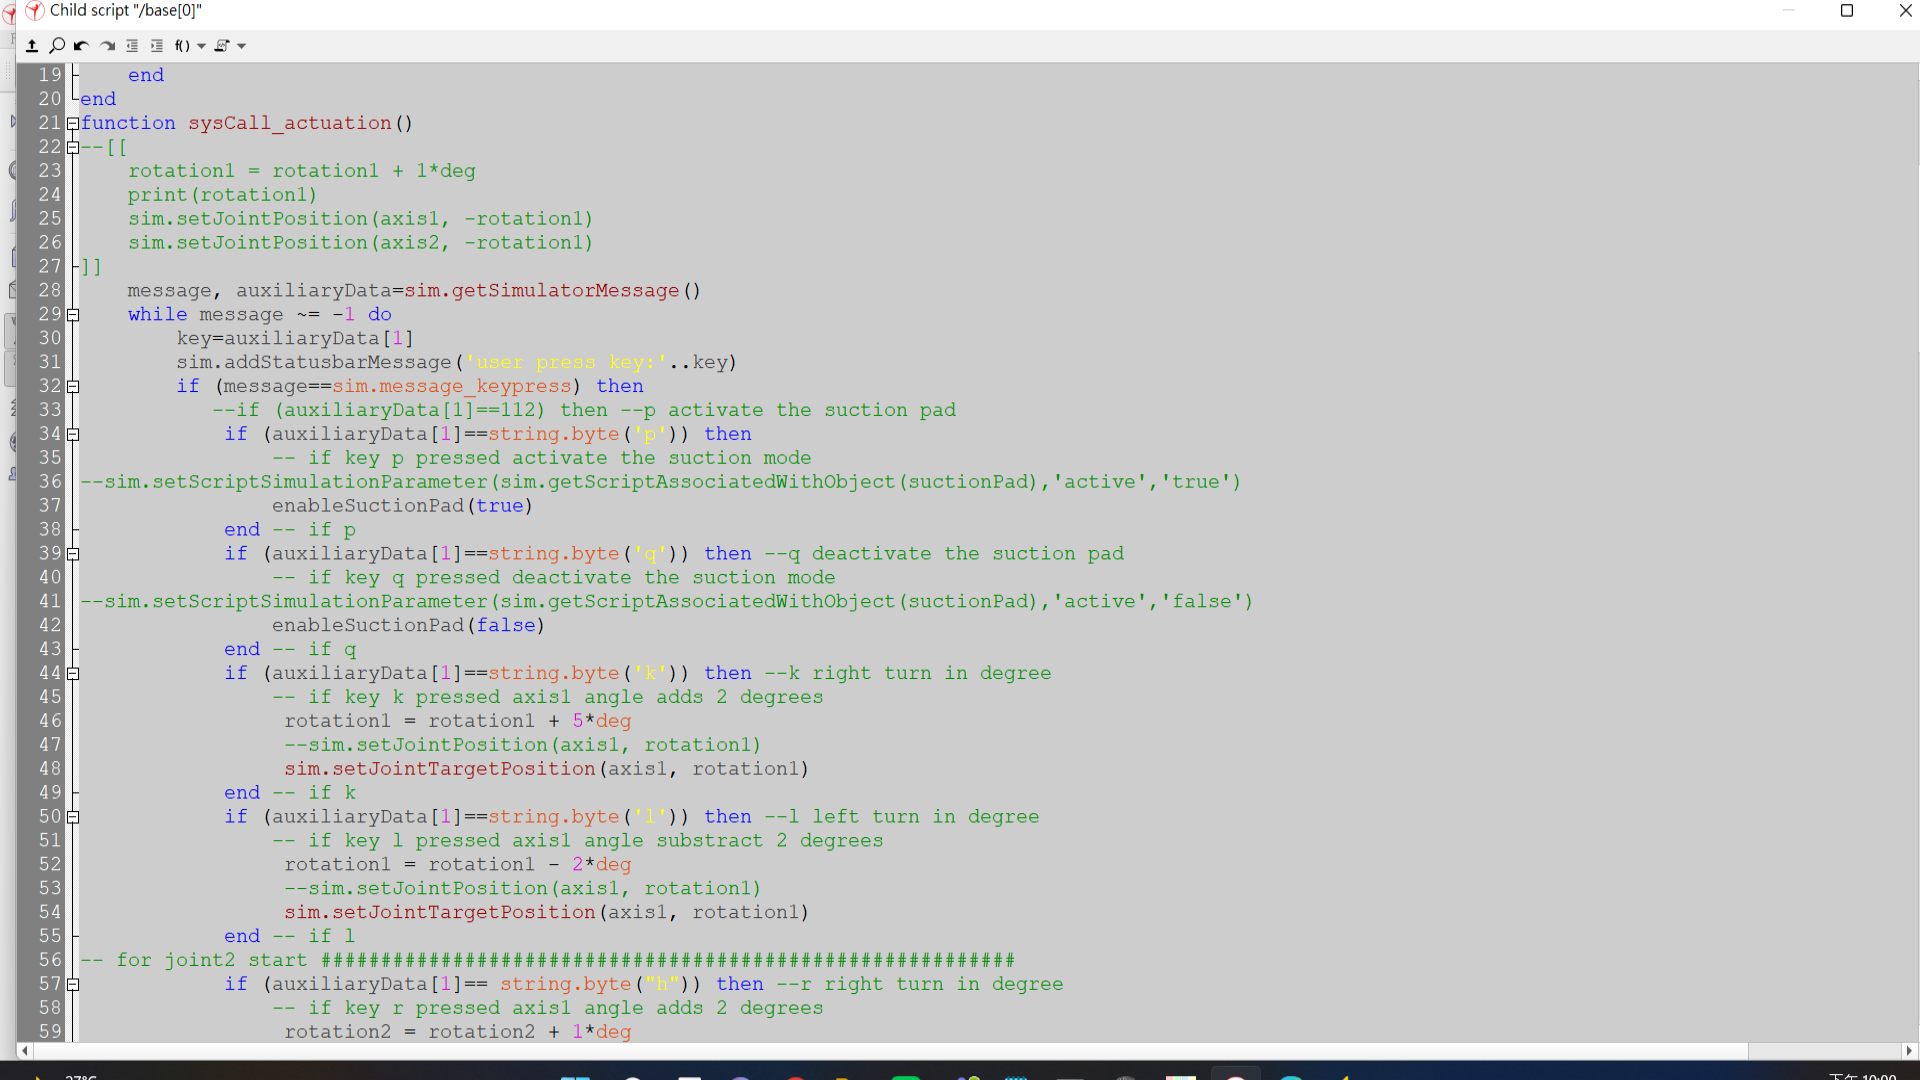 Child script "/base[0]"
f()
19 end
20 end
21 function sysCall_actuation()
22 --[[
23 rotation1 = rotation1 + 1*deg
24 print(rotation1)
25 sim.setJointPosition(axis1, -rotation1)
26 sim.setJointPosition(axis2, -rotation1)
27 ]]
28 message, auxiliaryData=sim.getSimulatorMessage()
29 while message ~= -1 do
30 key=auxiliaryData[1]
31 sim.addStatusbarMessage('user press key:'..key)
32 if (message==sim.message_keypress) then
33 --if (auxiliaryData[1]==112) then --p activate the suction pad
34 if (auxiliaryData[1]==string.byte('p')) then
35 -- if key p pressed activate the suction mode
36 --sim.setScriptSimulationParameter(sim.getScriptAssociatedWithObject(suctionPad),'active','true')
37 enableSuctionPad(true)
38 end -- if p
39 if (auxiliaryData[1]==string.byte('q')) then --q deactivate the suction pad
40 -- if key q pressed deactivate the suction mode
41 --sim.setScriptSimulationParameter(sim.getScriptAssociatedWithObject(suctionPad),'active','false')
42 enableSuctionPad(false)
43 end -- if q
44 if (auxiliaryData[1]==string.byte('k')) then --k right turn in degree
45 -- if key k pressed axis1 angle adds 2 degrees
46 rotation1 = rotation1 + 5*deg
47 --sim.setJointPosition(axis1, rotation1)
48 sim.setJointTargetPosition(axis1, rotation1)
49 end -- if k
50 if (auxiliaryData[1]==string.byte('l')) then --l left turn in degree
51 -- if key l pressed axis1 angle substract 2 degrees
52 rotation1 = rotation1 - 2*deg
53 --sim.setJointPosition(axis1, rotation1)
54 sim.setJointTargetPosition(axis1, rotation1)
55 end -- if l
56 -- for joint2 start ##########################################################
57 if (auxiliaryData[1]== string.byte("h")) then --r right turn in degree
58 -- if key r pressed axis1 angle adds 2 degrees
59 rotation2 = rotation2 + 1*deg